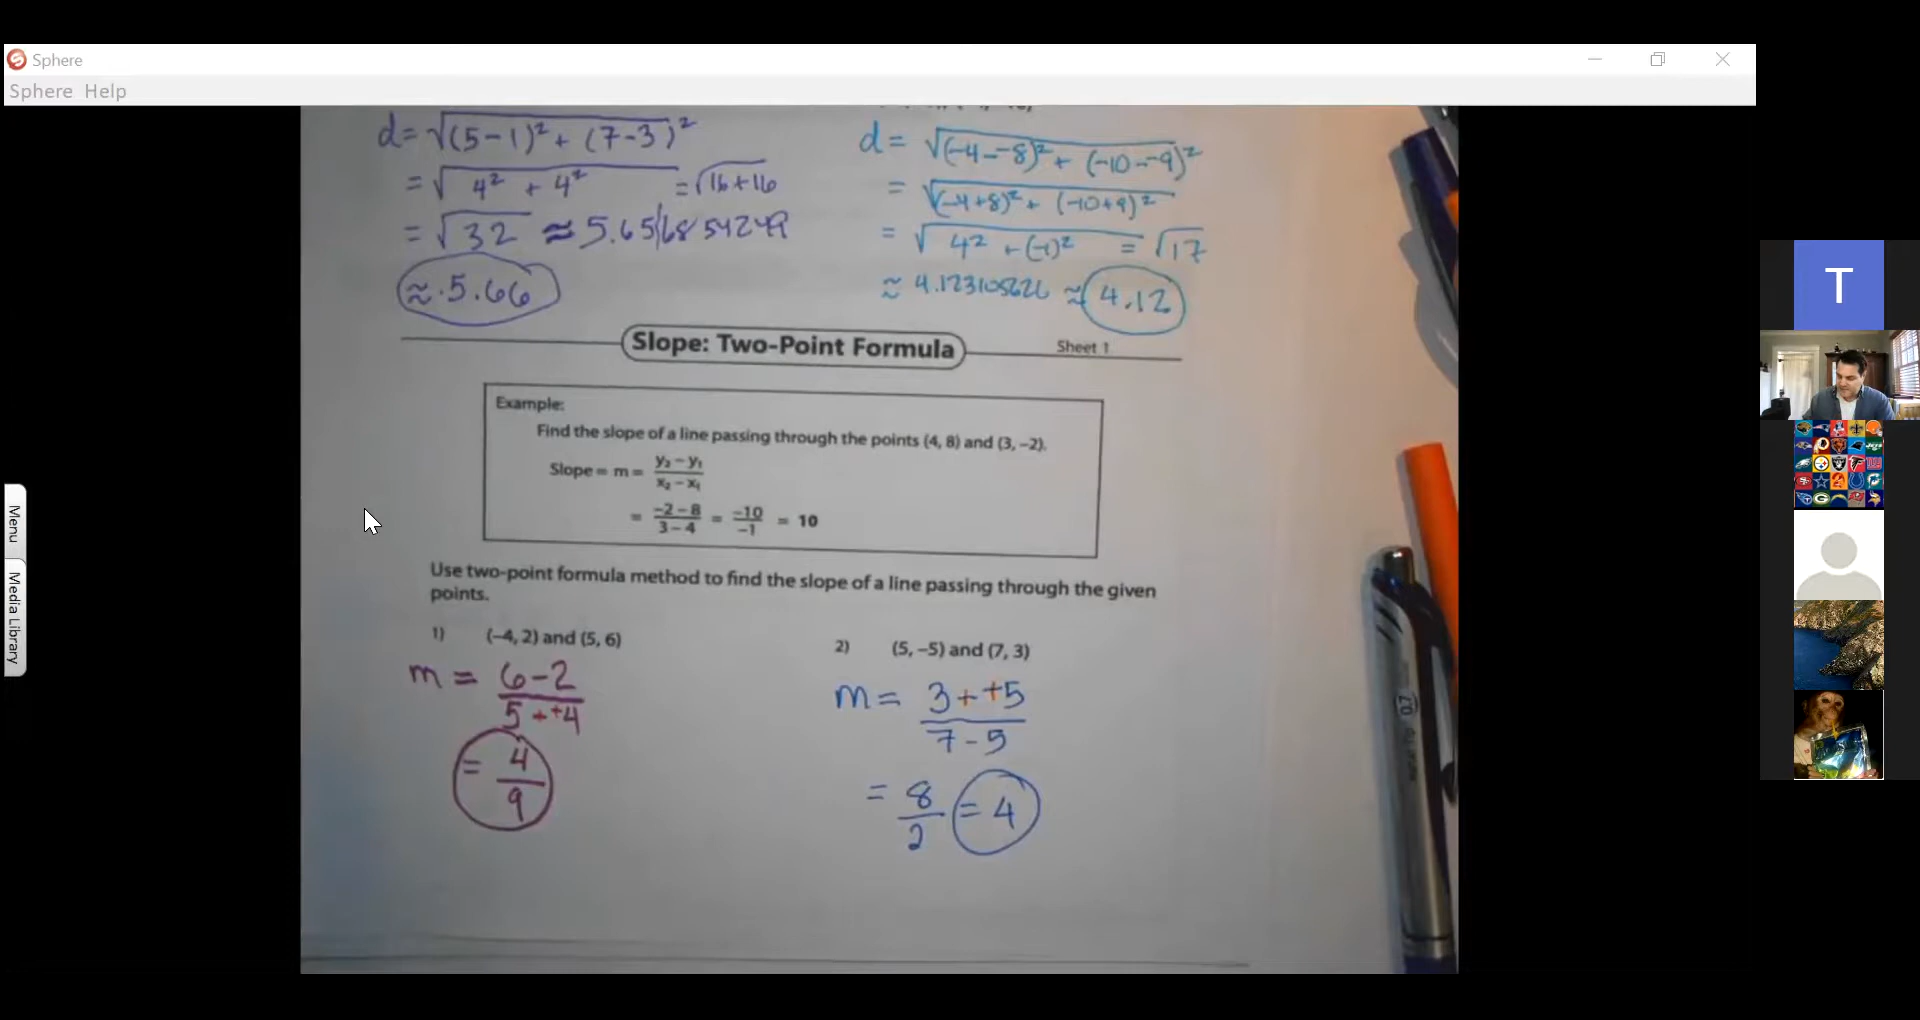 Sphere
Sphere Help
d = √(5-1)² + (7-3)²
= √4² + 4² = √16+16
= √32 ≈ 5.65|6854249
≈ 5.66
d = √(-4--8)² + (-10--9)²
= √(-4+8)² + (-10+9)²
= √4² + (-1)² = √17
≈ 4.123105626 ≈ 4.12
Slope: Two-Point Formula
Sheet 1
Example:
Find the slope of a line passing through the points (4, 8) and (3, –2).
Slope = m = y₂ – y₁ / x₂ – x₁
= –2 – 8 / 3 – 4 = –10 / –1 = 10
Use two-point formula method to find the slope of a line passing through the given
points.
1) (–4, 2) and (5, 6)
m = 6-2 / 5++4
= 4/9
2) (5, –5) and (7, 3)
m = 3++5 / 7-5
= 8/2 = 4
Menu
Media Library
0.7
T